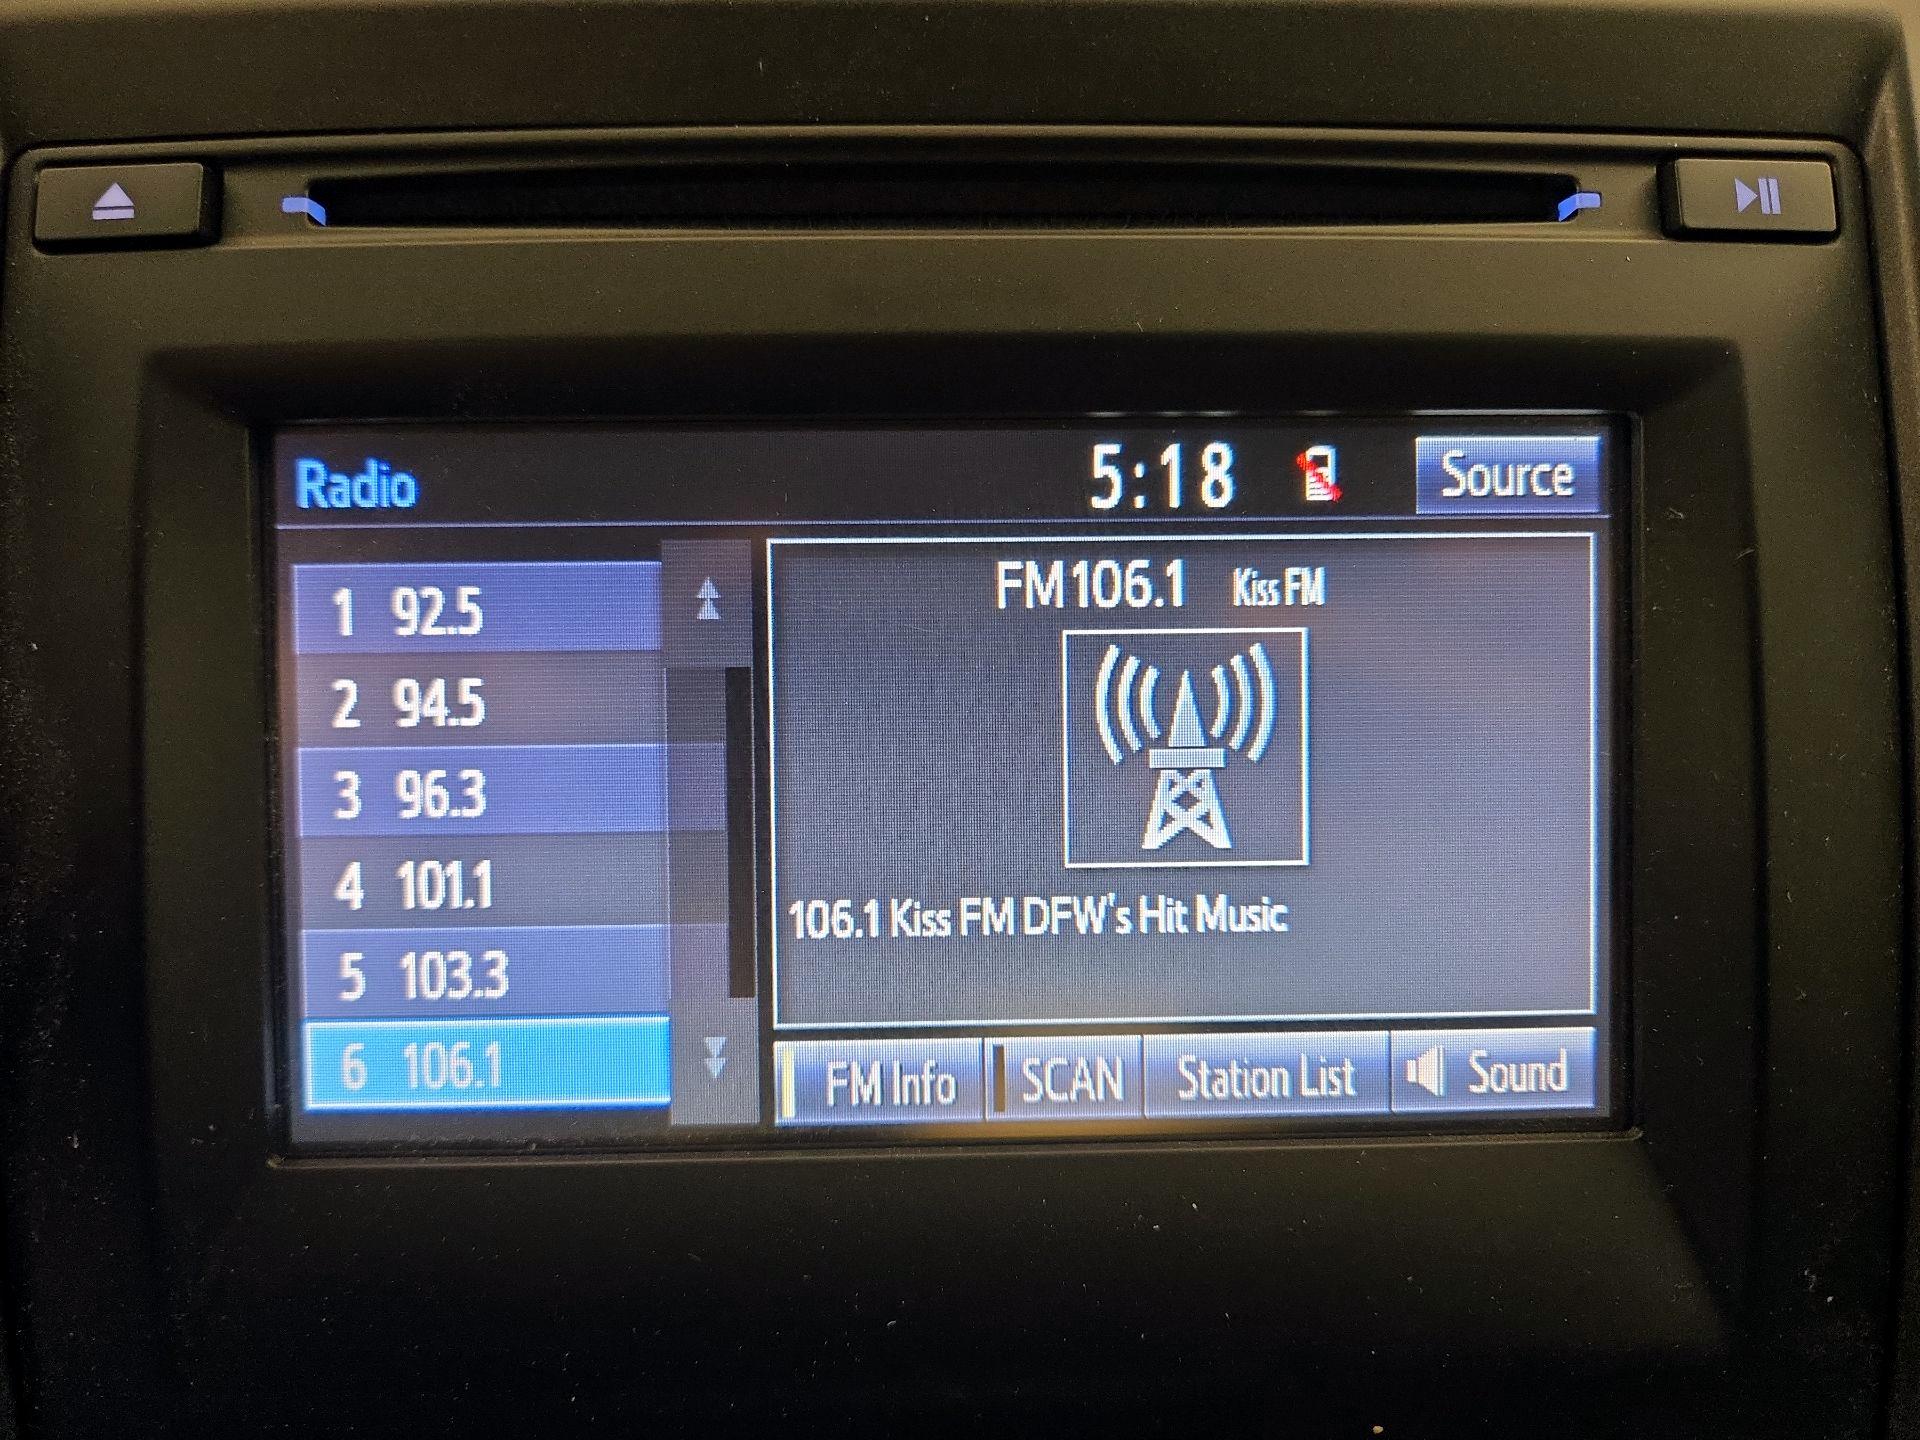 Radio 5:18 Source
1 92.5
2 94.5
3 96.3
4 101.1
5 103.3
6 106.1
FM106.1 Kiss FM
106.1 Kiss FM DFW's Hit Music
FM Info SCAN Station List Sound